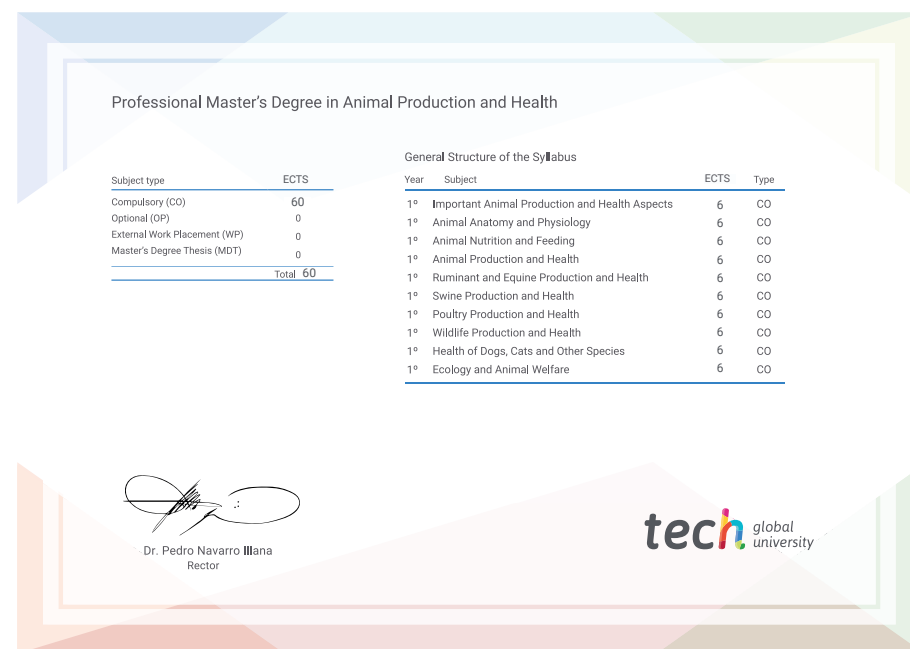 Professional Master's Degree in Animal Production and Health
Subject type ECTS
Compulsory (CO) 60
Optional (OP) 0
External Work Placement (WP) 0
Master's Degree Thesis (MDT) 0
Total 60
General Structure of the Syllabus
Year Subject ECTS Type
1º Important Animal Production and Health Aspects 6 CO
1º Animal Anatomy and Physiology 6 CO
1º Animal Nutrition and Feeding 6 CO
1º Animal Production and Health 6 CO
1º Ruminant and Equine Production and Health 6 CO
1º Swine Production and Health 6 CO
1º Poultry Production and Health 6 CO
1º Wildlife Production and Health 6 CO
1º Health of Dogs, Cats and Other Species 6 CO
1º Ecology and Animal Welfare 6 CO
Dr. Pedro Navarro Illana
Rector
tech global
university